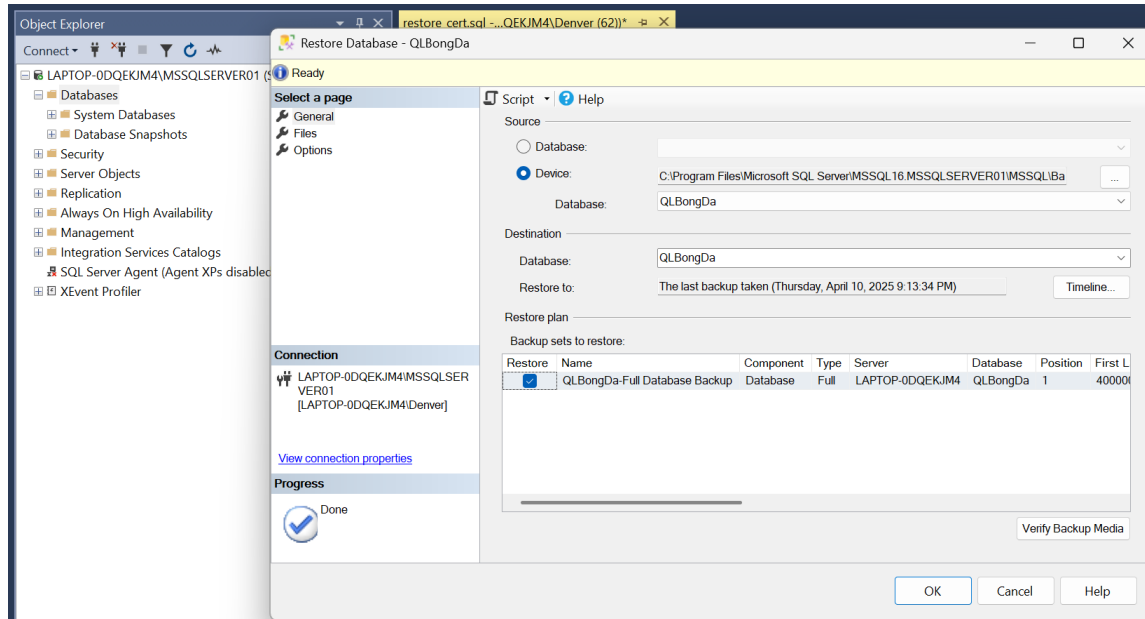 Object Explorer
restore_cert.sql -...QEKJM4\Denver (62))*
Connect
LAPTOP-0DQEKJM4\MSSQLSERVER01 (S
Databases
System Databases
Database Snapshots
Security
Server Objects
Replication
Always On High Availability
Management
Integration Services Catalogs
SQL Server Agent (Agent XPs disabled
XEvent Profiler
Restore Database - QLBongDa
Ready
Select a page
General
Files
Options
Connection
LAPTOP-0DQEKJM4\MSSQLSER
VER01
[LAPTOP-0DQEKJM4\Denver]
View connection properties
Progress
Done
Script Help
Source
Database:
Device: C:\Program Files\Microsoft SQL Server\MSSQL16.MSSQLSERVER01\MSSQL\Ba ...
Database: QLBongDa
Destination
Database: QLBongDa
Restore to: The last backup taken (Thursday, April 10, 2025 9:13:34 PM) Timeline...
Restore plan
Backup sets to restore:
Restore Name Component Type Server Database Position First L
QLBongDa-Full Database Backup Database Full LAPTOP-0DQEKJM4 QLBongDa 1 40000
Verify Backup Media
OK Cancel Help